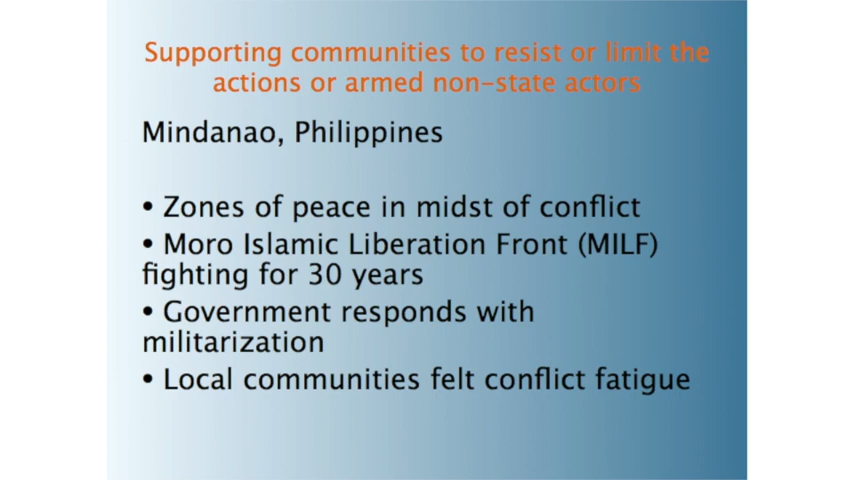 Supporting communities to resist or limit the
actions or armed non-state actors
Mindanao, Philippines
• Zones of peace in midst of conflict
• Moro Islamic Liberation Front (MILF)
fighting for 30 years
• Government responds with
militarization
• Local communities felt conflict fatigue